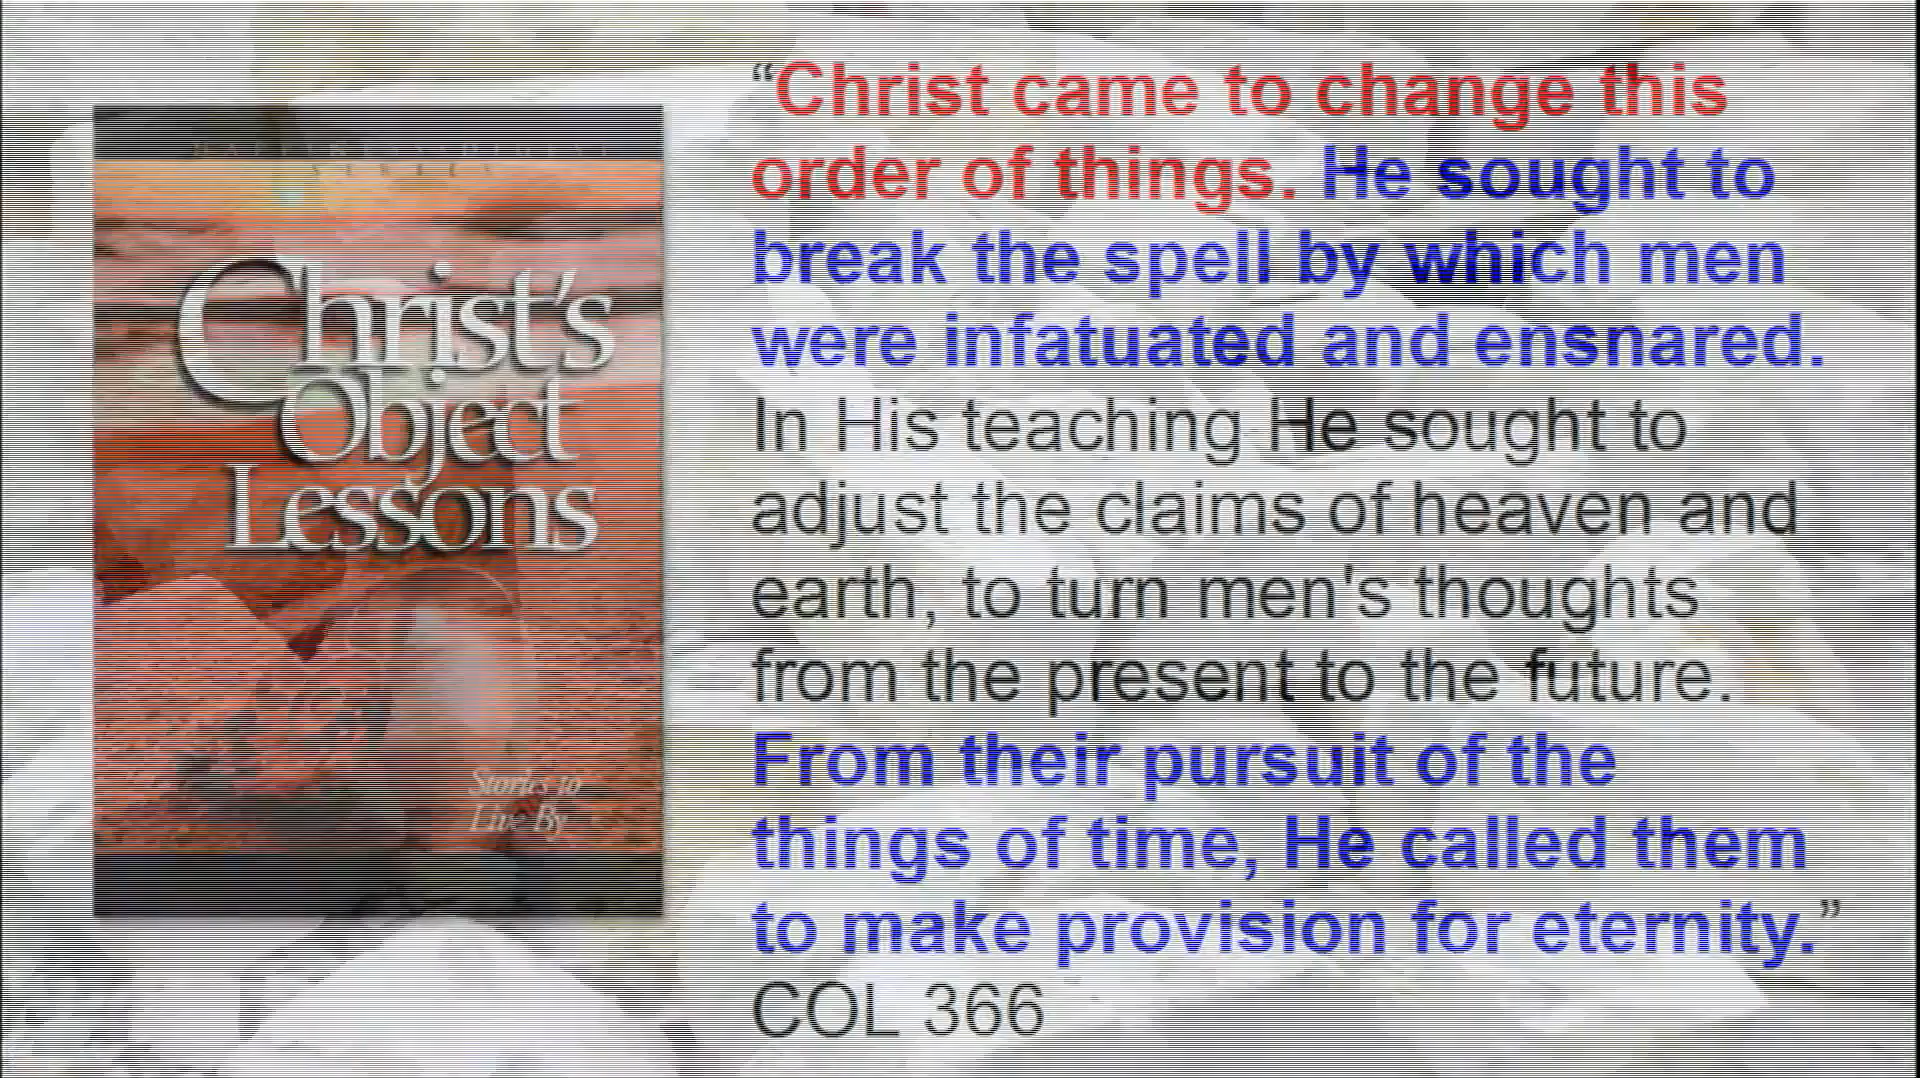 “Christ came to change this
order of things. He sought to
break the spell by which men
were infatuated and ensnared.
In His teaching He sought to
adjust the claims of heaven and
earth, to turn men's thoughts
from the present to the future.
From their pursuit of the
things of time, He called them
to make provision for eternity.”
COL 366
SERIES
Christ's
Object
Lessons
Stories to
Live By